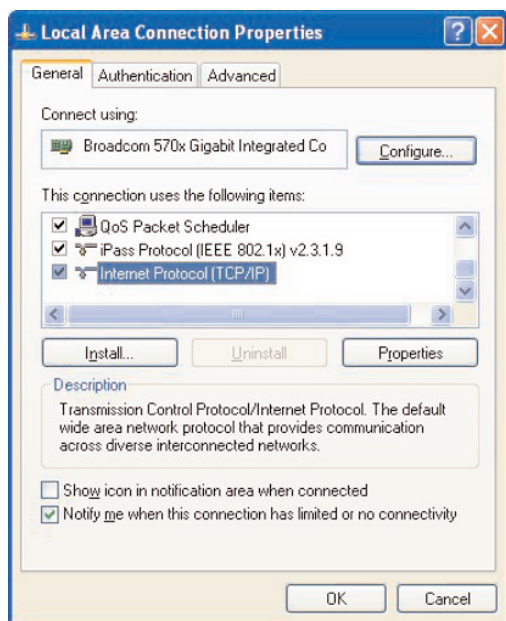 Local Area Connection Properties
General Authentication Advanced
Connect using:
Broadcom 570x Gigabit Integrated Co
Configure...
This connection uses the following items:
QoS Packet Scheduler
iPass Protocol (IEEE 802.1x) v2.3.1.9
Internet Protocol (TCP/IP)
Install... Uninstall Properties
Description
Transmission Control Protocol/Internet Protocol. The default
wide area network protocol that provides communication
across diverse interconnected networks.
Show icon in notification area when connected
Notify me when this connection has limited or no connectivity
OK Cancel